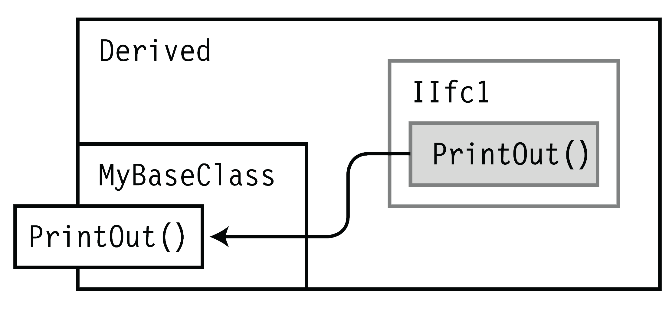 Derived
IIfc1
PrintOut()
MyBaseClass
PrintOut()